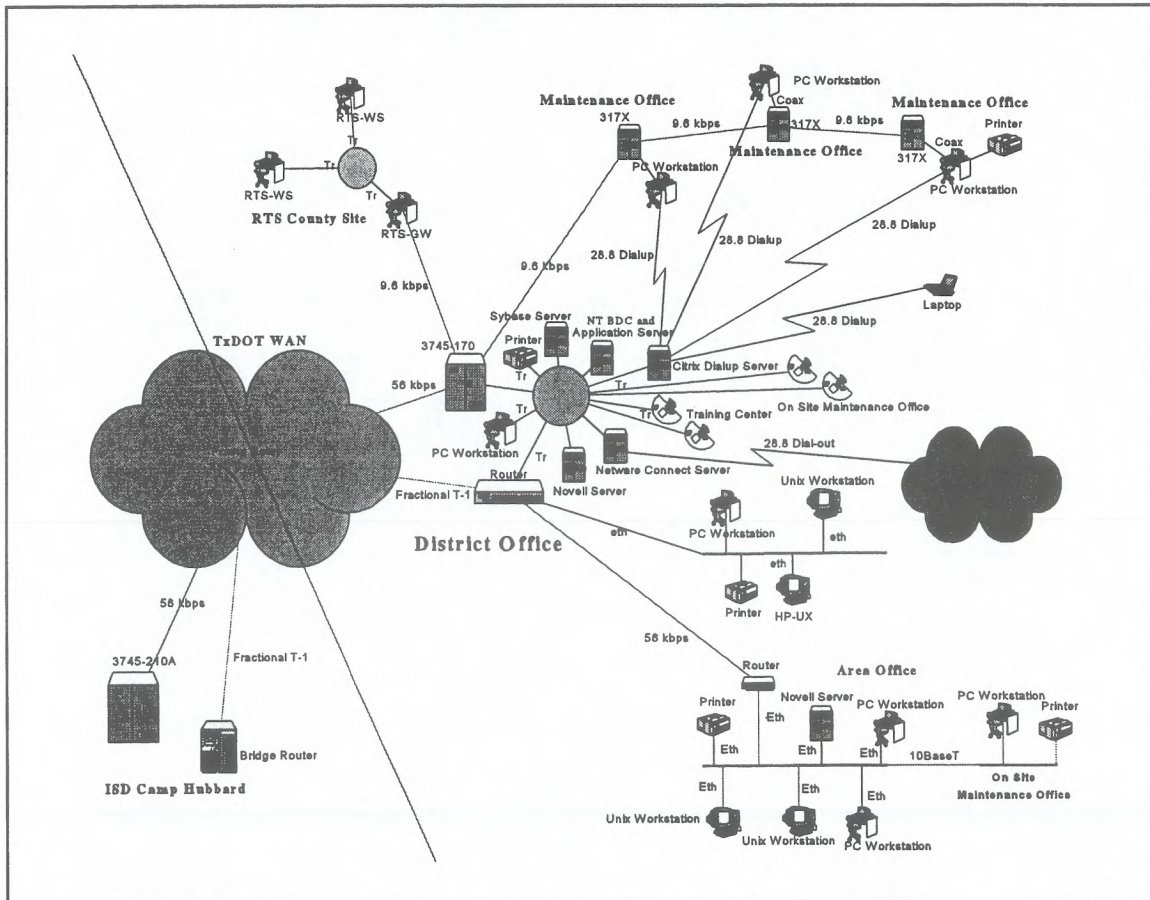 RTS-WS
Tr
RTS-WS
Tr
Tr
RTS County Site
RTS-GW
9.6 kbps
Maintenance Office
317X
9.6 kbps
PC Workstation
Coax
317X
Maintenance Office
9.6 kbps
Maintenance Office
Printer
317X
Coax
PC Workstation
PC Workstation
28.8 Dialup
28.8 Dialup
28.8 Dialup
9.6 kbps
Laptop
28.8 Dialup
TxDOT WAN
3745-170
56 kbps
Sybase Server
Printer
Tr
NT BDC and
Application Server
Citrix Dialup Server
Tr
On Site Maintenance Office
Tr
Training Center
Tr
PC Workstation
Tr
Router
Novell Server
Netware Connect Server
28.8 Dial-out
Fractional T-1
District Office
eth
PC Workstation
Unix Workstation
eth
eth
Printer
HP-UX
56 kbps
56 kbps
3745-210A
Fractional T-1
Bridge Router
ISD Camp Hubbard
Router
Area Office
Printer
Eth
Novell Server
PC Workstation
PC Workstation
Printer
Eth
Eth
Eth
10BaseT
On Site
Maintenance Office
Eth
Eth
Eth
Unix Workstation
Unix Workstation
PC Workstation